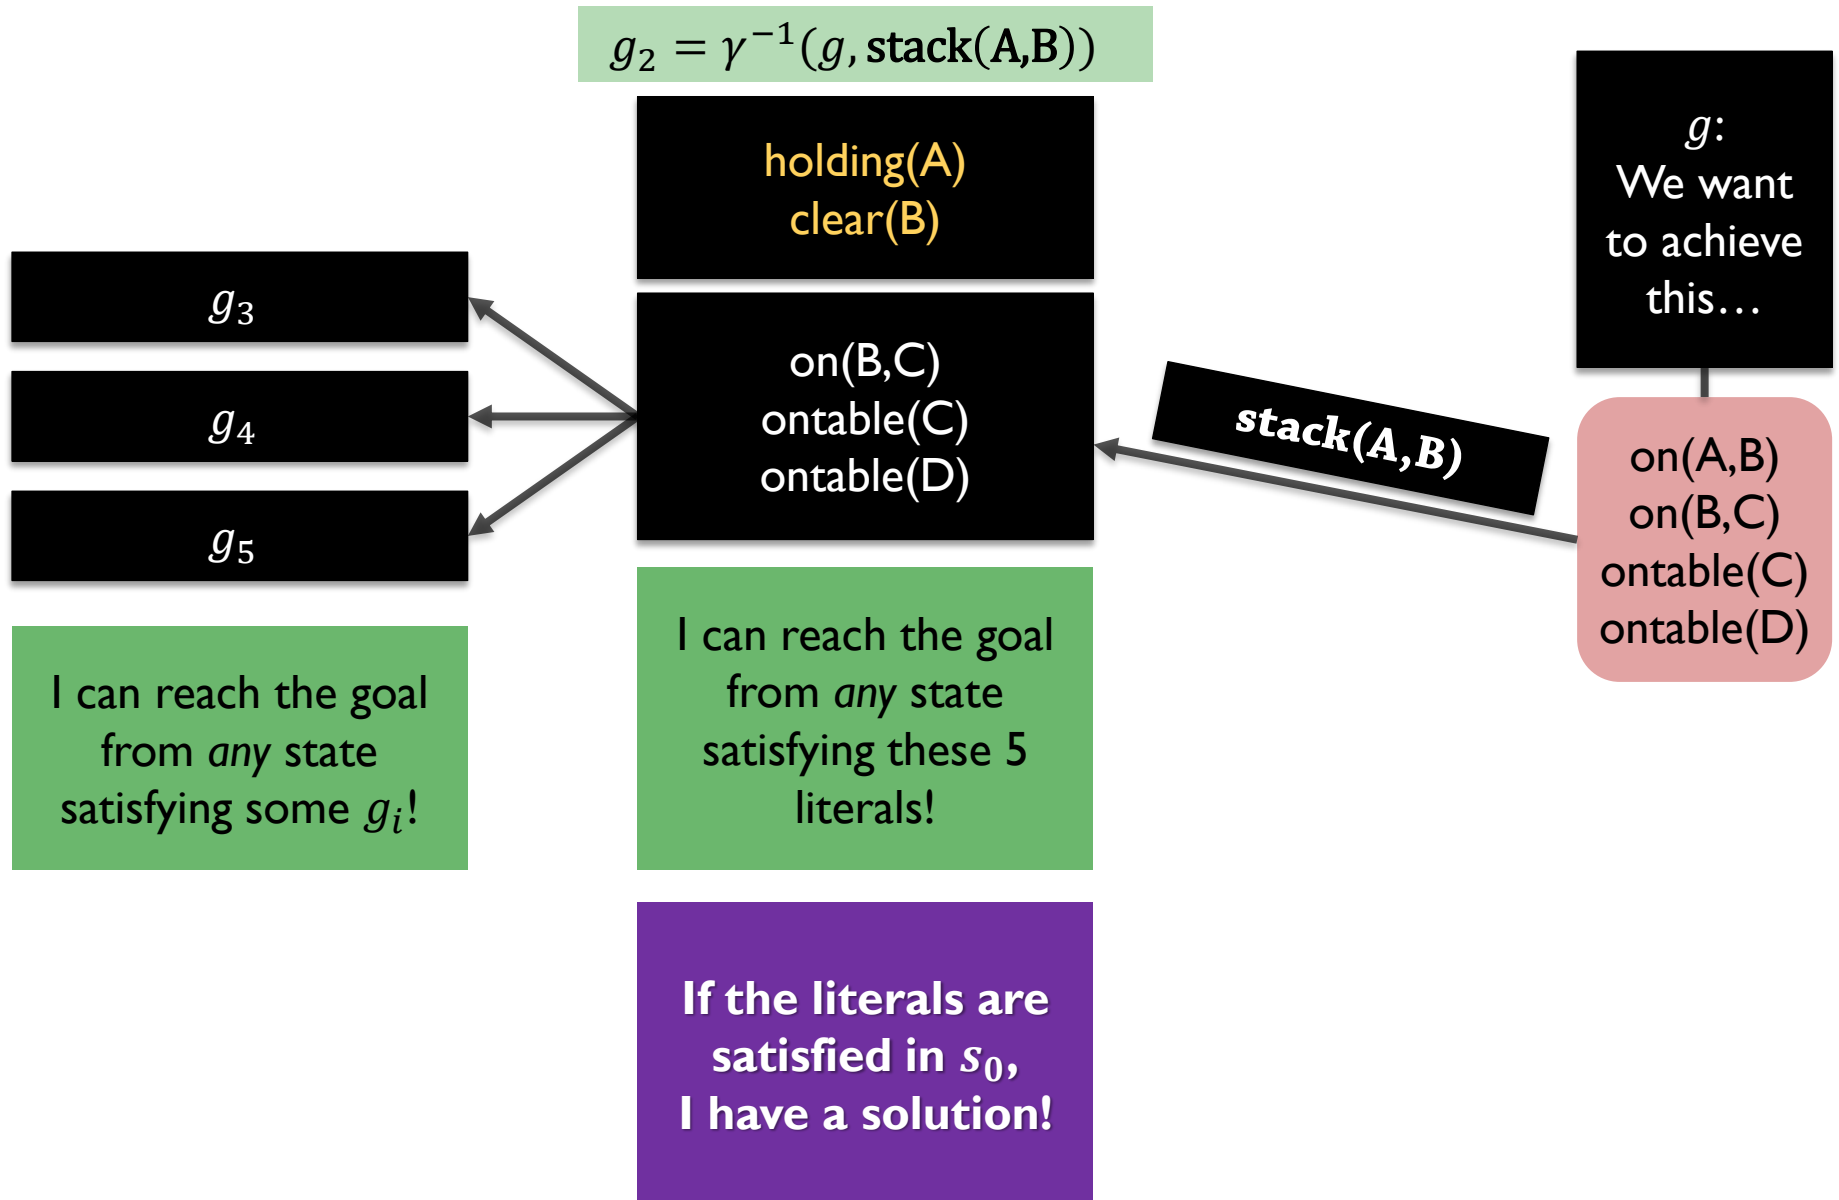 g₂ = γ⁻¹(g, stack(A,B))
holding(A)
clear(B)
g:
We want
to achieve
this…
g₃
g₄
g₅
on(B,C)
ontable(C)
ontable(D)
stack(A,B)
on(A,B)
on(B,C)
ontable(C)
ontable(D)
I can reach the goal
from any state
satisfying some gᵢ!
I can reach the goal
from any state
satisfying these 5
literals!
If the literals are
satisfied in s₀,
I have a solution!